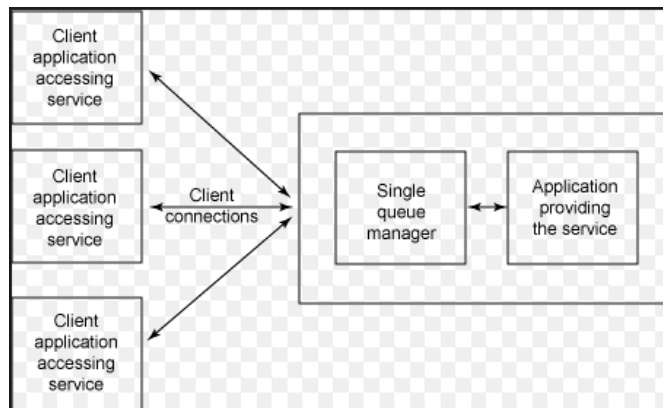 Client
application
accessing
service
Client
application
accessing
service
Client
application
accessing
service
Client
connections
Single
queue
manager
Application
providing
the service